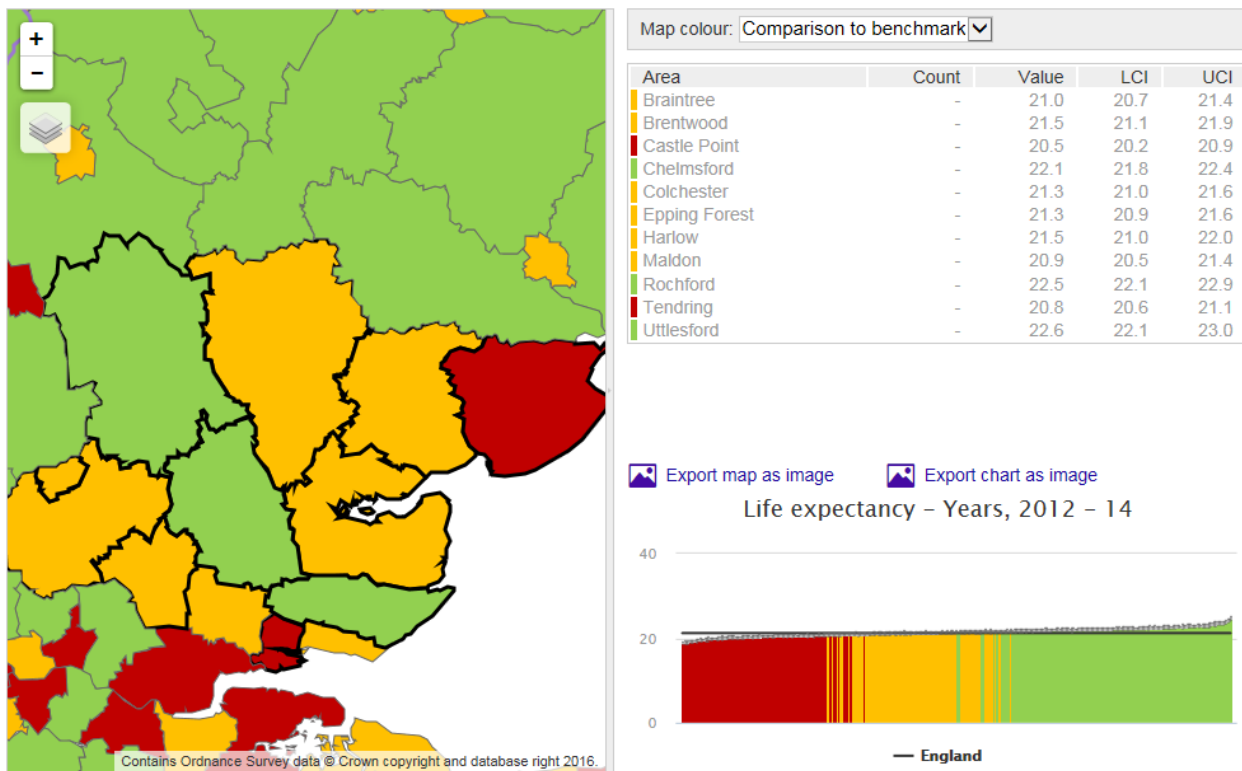 +
−
Contains Ordnance Survey data © Crown copyright and database right 2016.
Map colour: Comparison to benchmark
Area Count Value LCI UCI
Braintree - 21.0 20.7 21.4
Brentwood - 21.5 21.1 21.9
Castle Point - 20.5 20.2 20.9
Chelmsford - 22.1 21.8 22.4
Colchester - 21.3 21.0 21.6
Epping Forest - 21.3 20.9 21.6
Harlow - 21.5 21.0 22.0
Maldon - 20.9 20.5 21.4
Rochford - 22.5 22.1 22.9
Tendring - 20.8 20.6 21.1
Uttlesford - 22.6 22.1 23.0
Export map as image Export chart as image
Life expectancy – Years, 2012 – 14
40
20
0
England